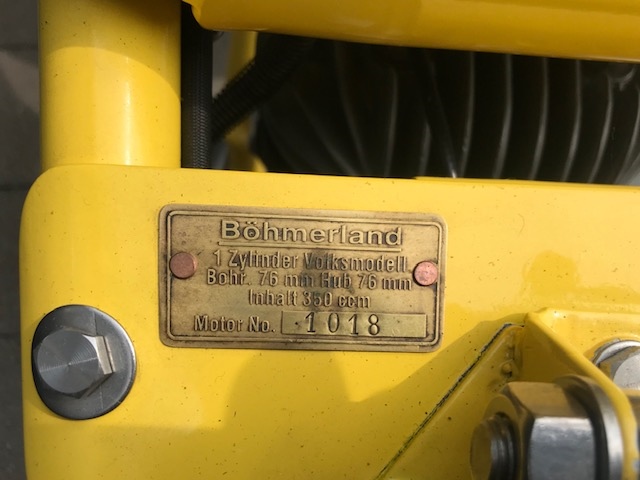 Böhmerland
1 Zylinder Volksmodell
Bohr. 76 mm Hub 76 mm
Inhalt 350 ccm
Motor No. 1018